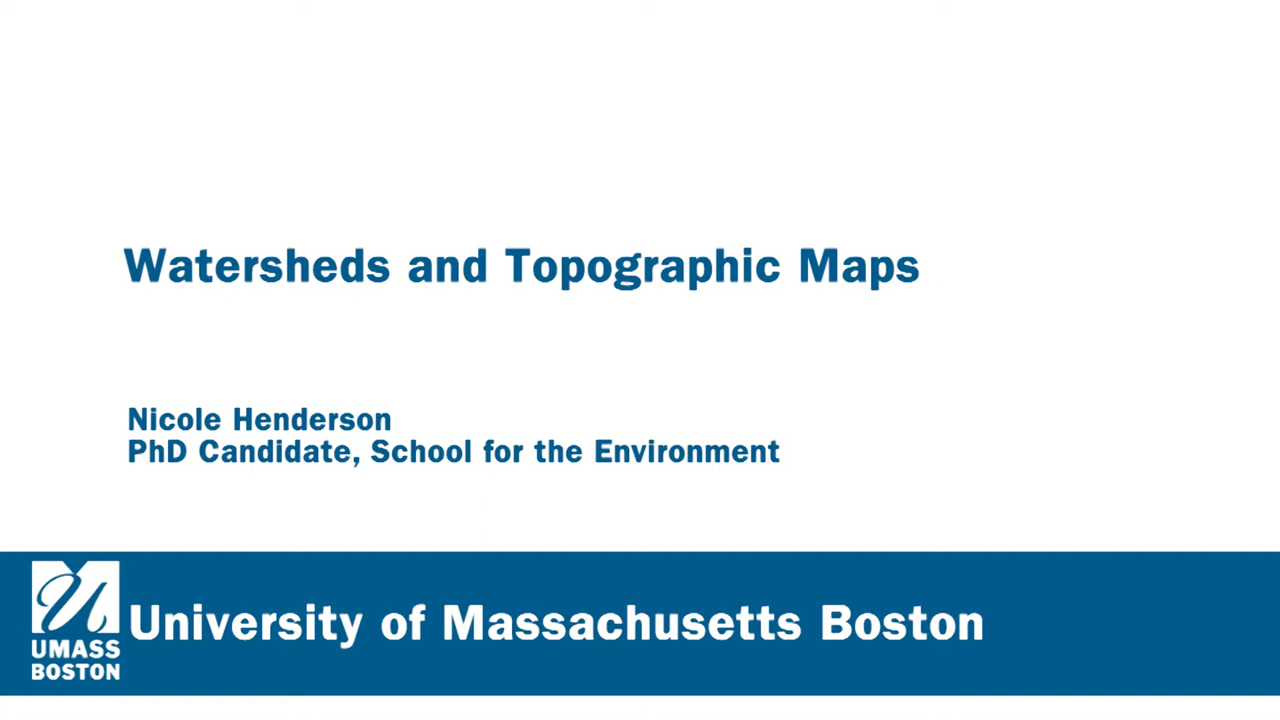 Watersheds and Topographic Maps
Nicole Henderson
PhD Candidate, School for the Environment
UMASS
BOSTON
University of Massachusetts Boston